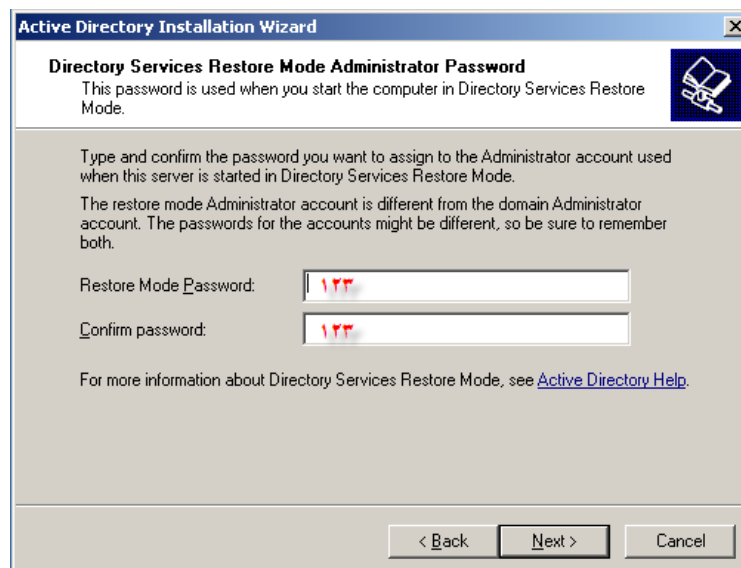 Active Directory Installation Wizard
Directory Services Restore Mode Administrator Password
This password is used when you start the computer in Directory Services Restore
Mode.
Type and confirm the password you want to assign to the Administrator account used
when this server is started in Directory Services Restore Mode.
The restore mode Administrator account is different from the domain Administrator
account. The passwords for the accounts might be different, so be sure to remember
both.
Restore Mode Password: ۱۲۳
Confirm password: ۱۲۳
For more information about Directory Services Restore Mode, see Active Directory Help.
< Back Next > Cancel